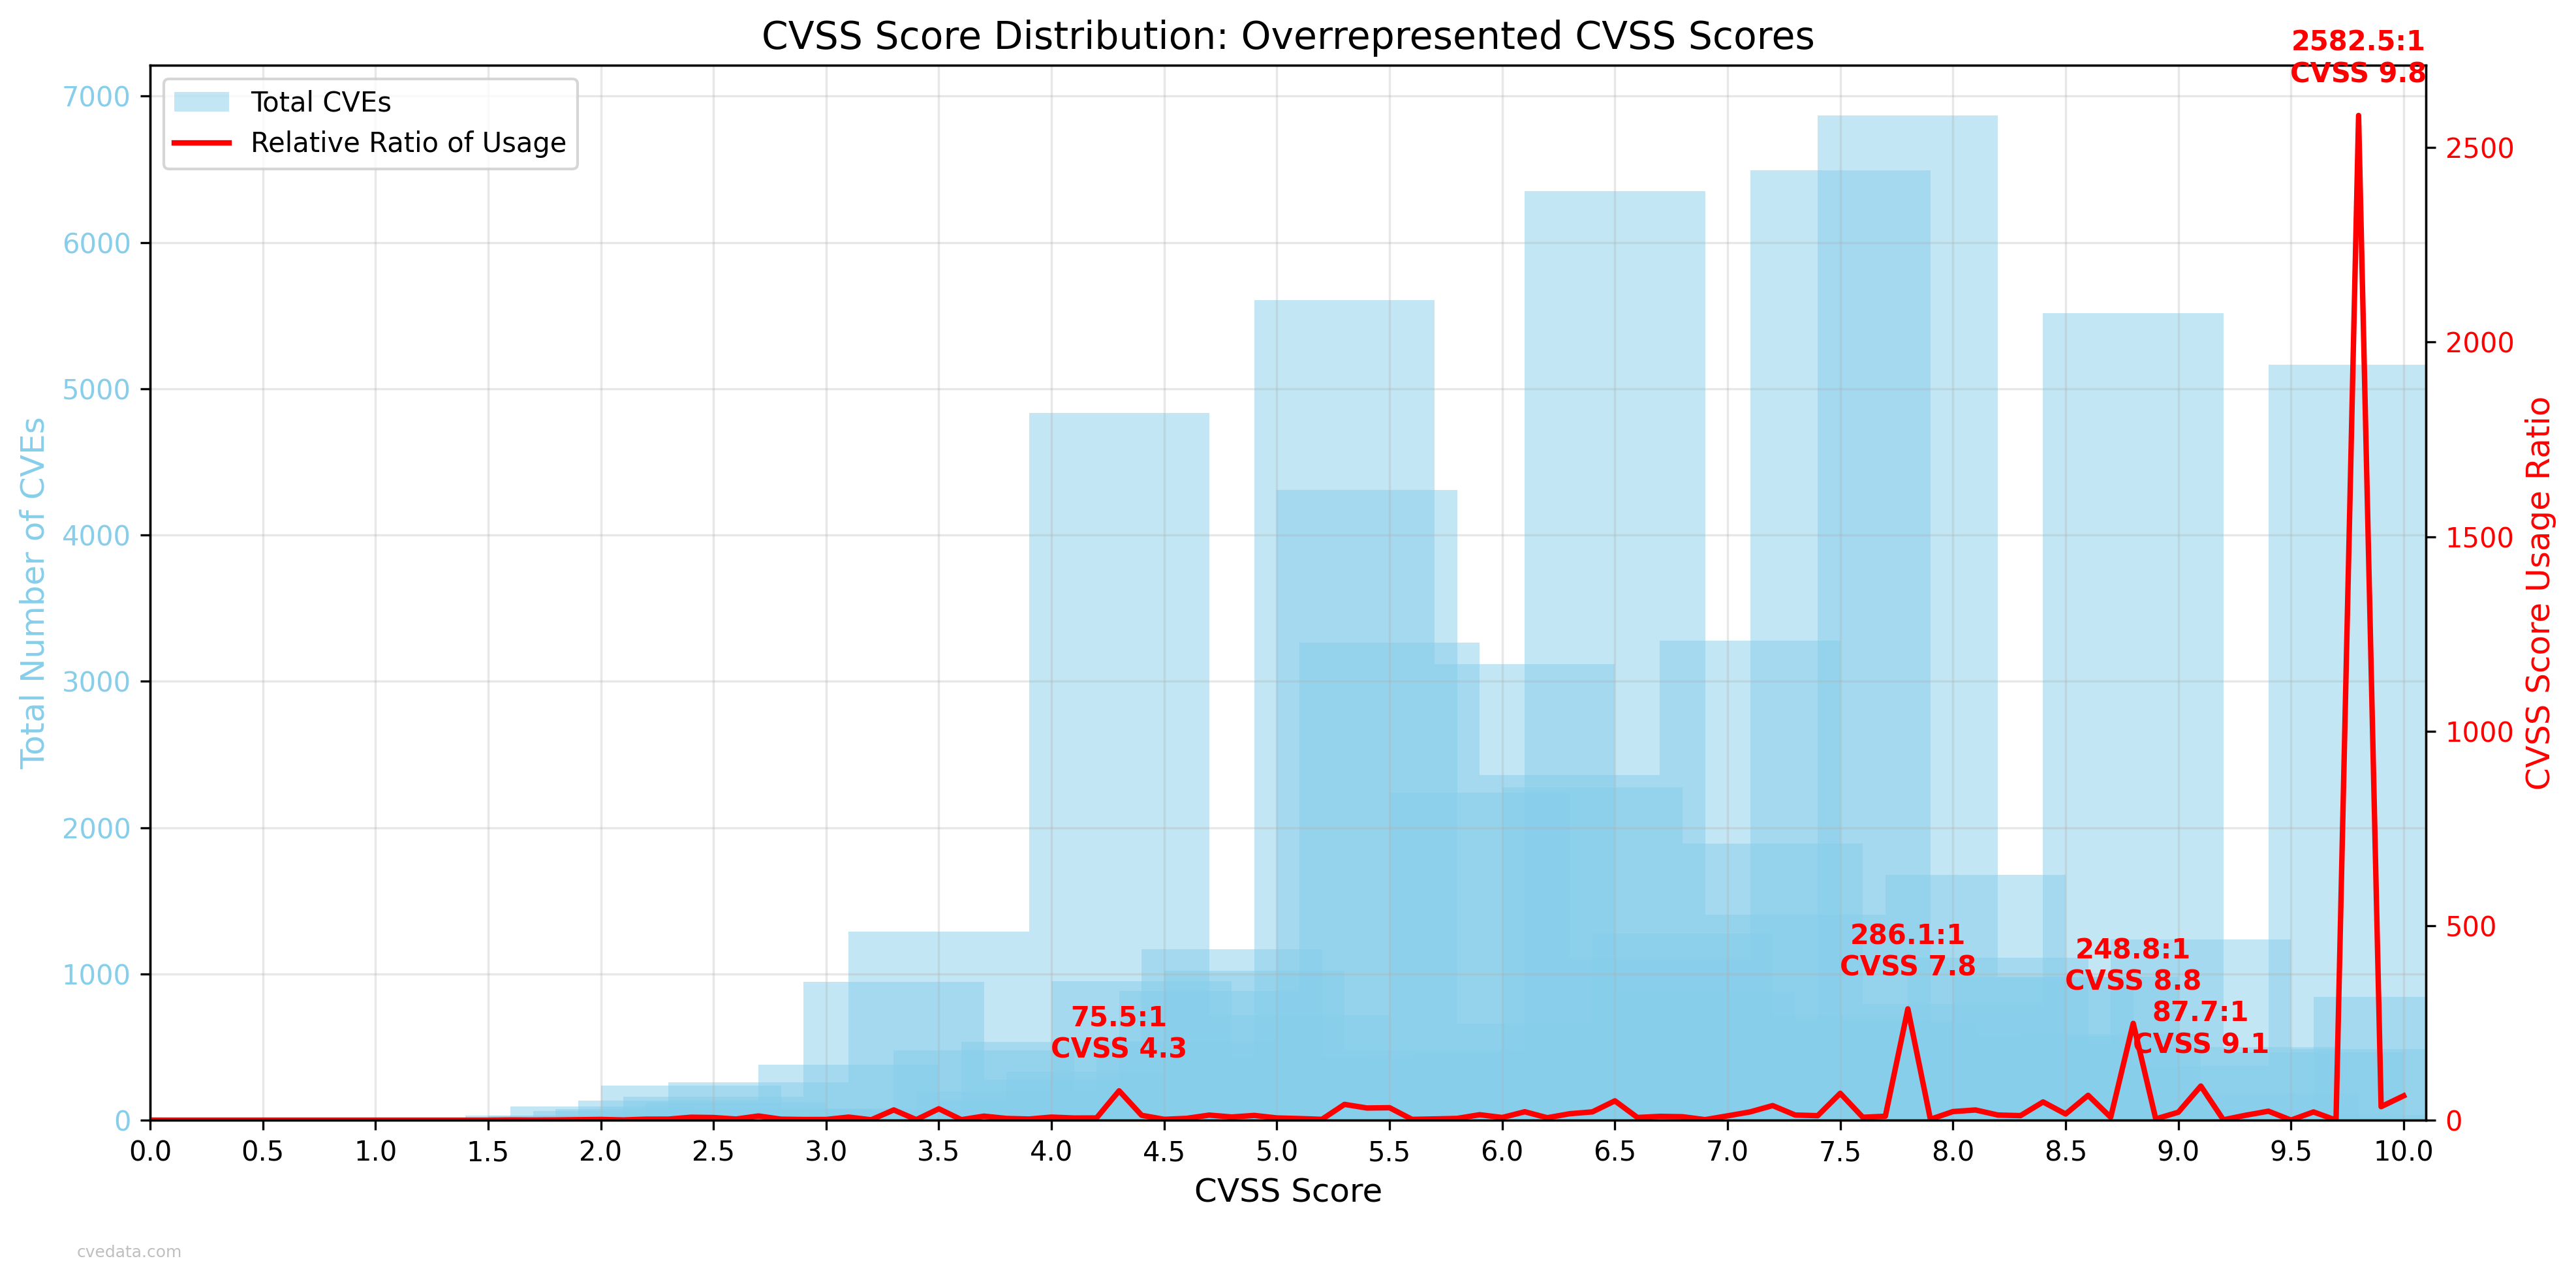 CVSS Score Distribution: Overrepresented CVSS Scores
2582.5:1
CVSS 9.8
Total CVEs
Relative Ratio of Usage
7000
6000
5000
4000
3000
2000
1000
0
Total Number of CVEs
2500
2000
1500
1000
500
0
CVSS Score Usage Ratio
286.1:1
CVSS 7.8
248.8:1
CVSS 8.8
87.7:1
CVSS 9.1
75.5:1
CVSS 4.3
0.0 0.5 1.0 1.5 2.0 2.5 3.0 3.5 4.0 4.5 5.0 5.5 6.0 6.5 7.0 7.5 8.0 8.5 9.0 9.5 10.0
CVSS Score
cvedata.com